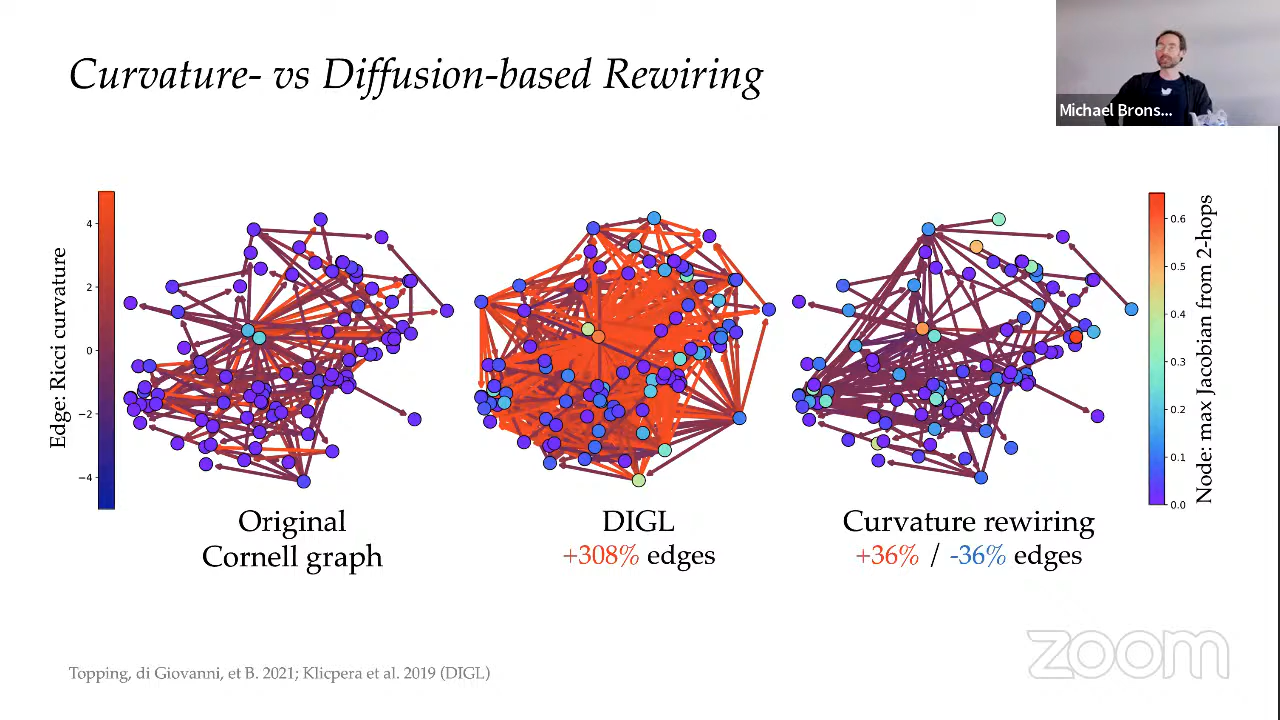 Curvature- vs Diffusion-based Rewiring
Michael Brons...
Edge: Ricci curvature
4
2
0
−2
−4
Node: max Jacobian from 2-hops
0.6
0.5
0.4
0.3
0.2
0.1
0.0
Original
Cornell graph
DIGL
+308% edges
Curvature rewiring
+36% / -36% edges
Topping, di Giovanni, et B. 2021; Klicpera et al. 2019 (DIGL)
zoom